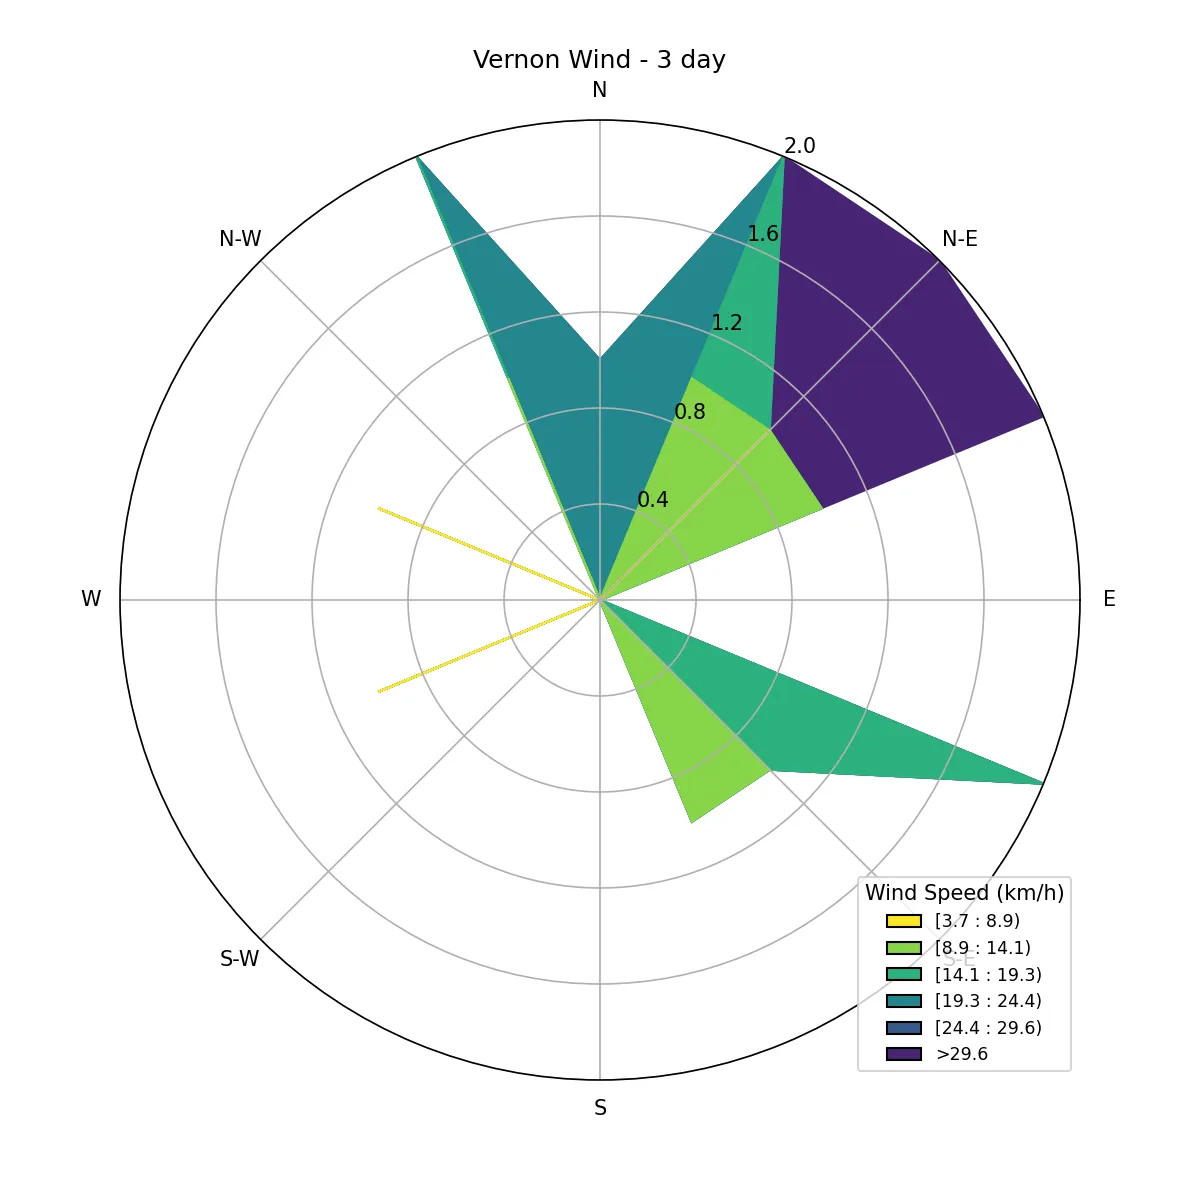 Vernon Wind - 3 day
N
2.0
N-W
1.6
N-E
1.2
0.8
0.4
W
E
Wind Speed (km/h)
[3.7 : 8.9)
[8.9 : 14.1)
S-W
S-E
[14.1 : 19.3)
[19.3 : 24.4)
[24.4 : 29.6)
>29.6
S